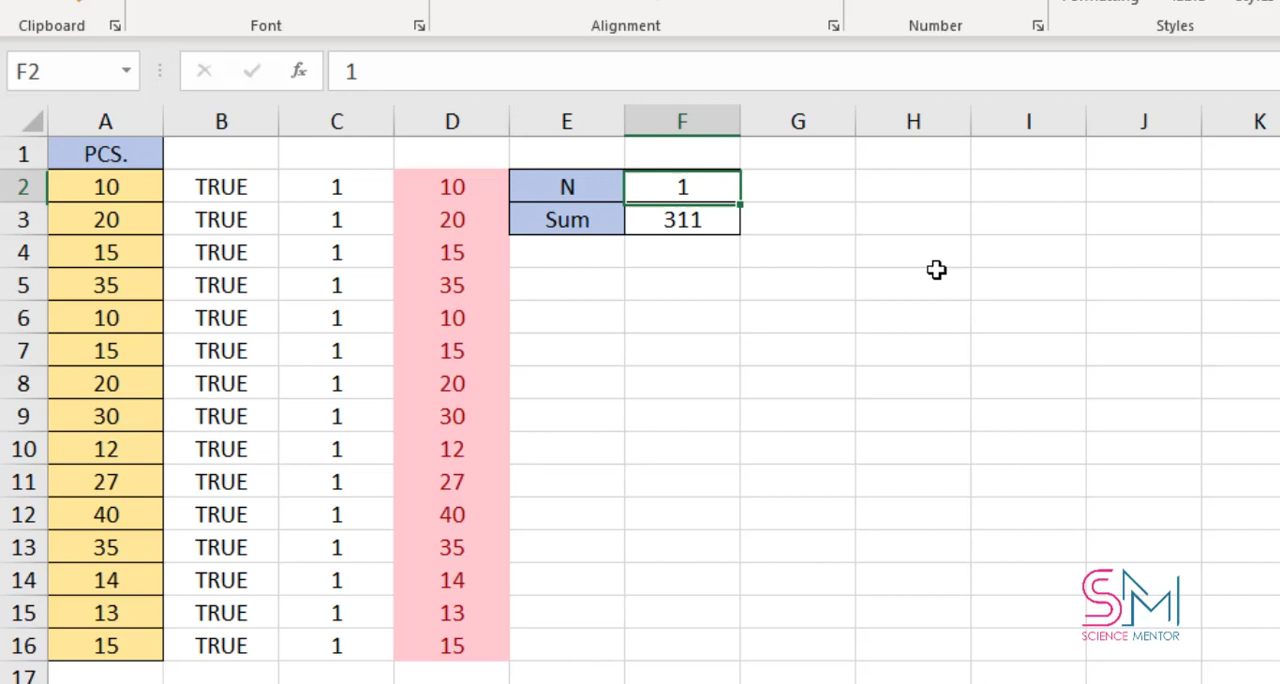 Clipboard Font Alignment Number Styles
F2 fx 1
A B C D E F G H I J K
1 PCS.
2 10 TRUE 1 10 N 1
3 20 TRUE 1 20 Sum 311
4 15 TRUE 1 15
5 35 TRUE 1 35
6 10 TRUE 1 10
7 15 TRUE 1 15
8 20 TRUE 1 20
9 30 TRUE 1 30
10 12 TRUE 1 12
11 27 TRUE 1 27
12 40 TRUE 1 40
13 35 TRUE 1 35
14 14 TRUE 1 14
15 13 TRUE 1 13
16 15 TRUE 1 15
17
SM
SCIENCE MENTOR